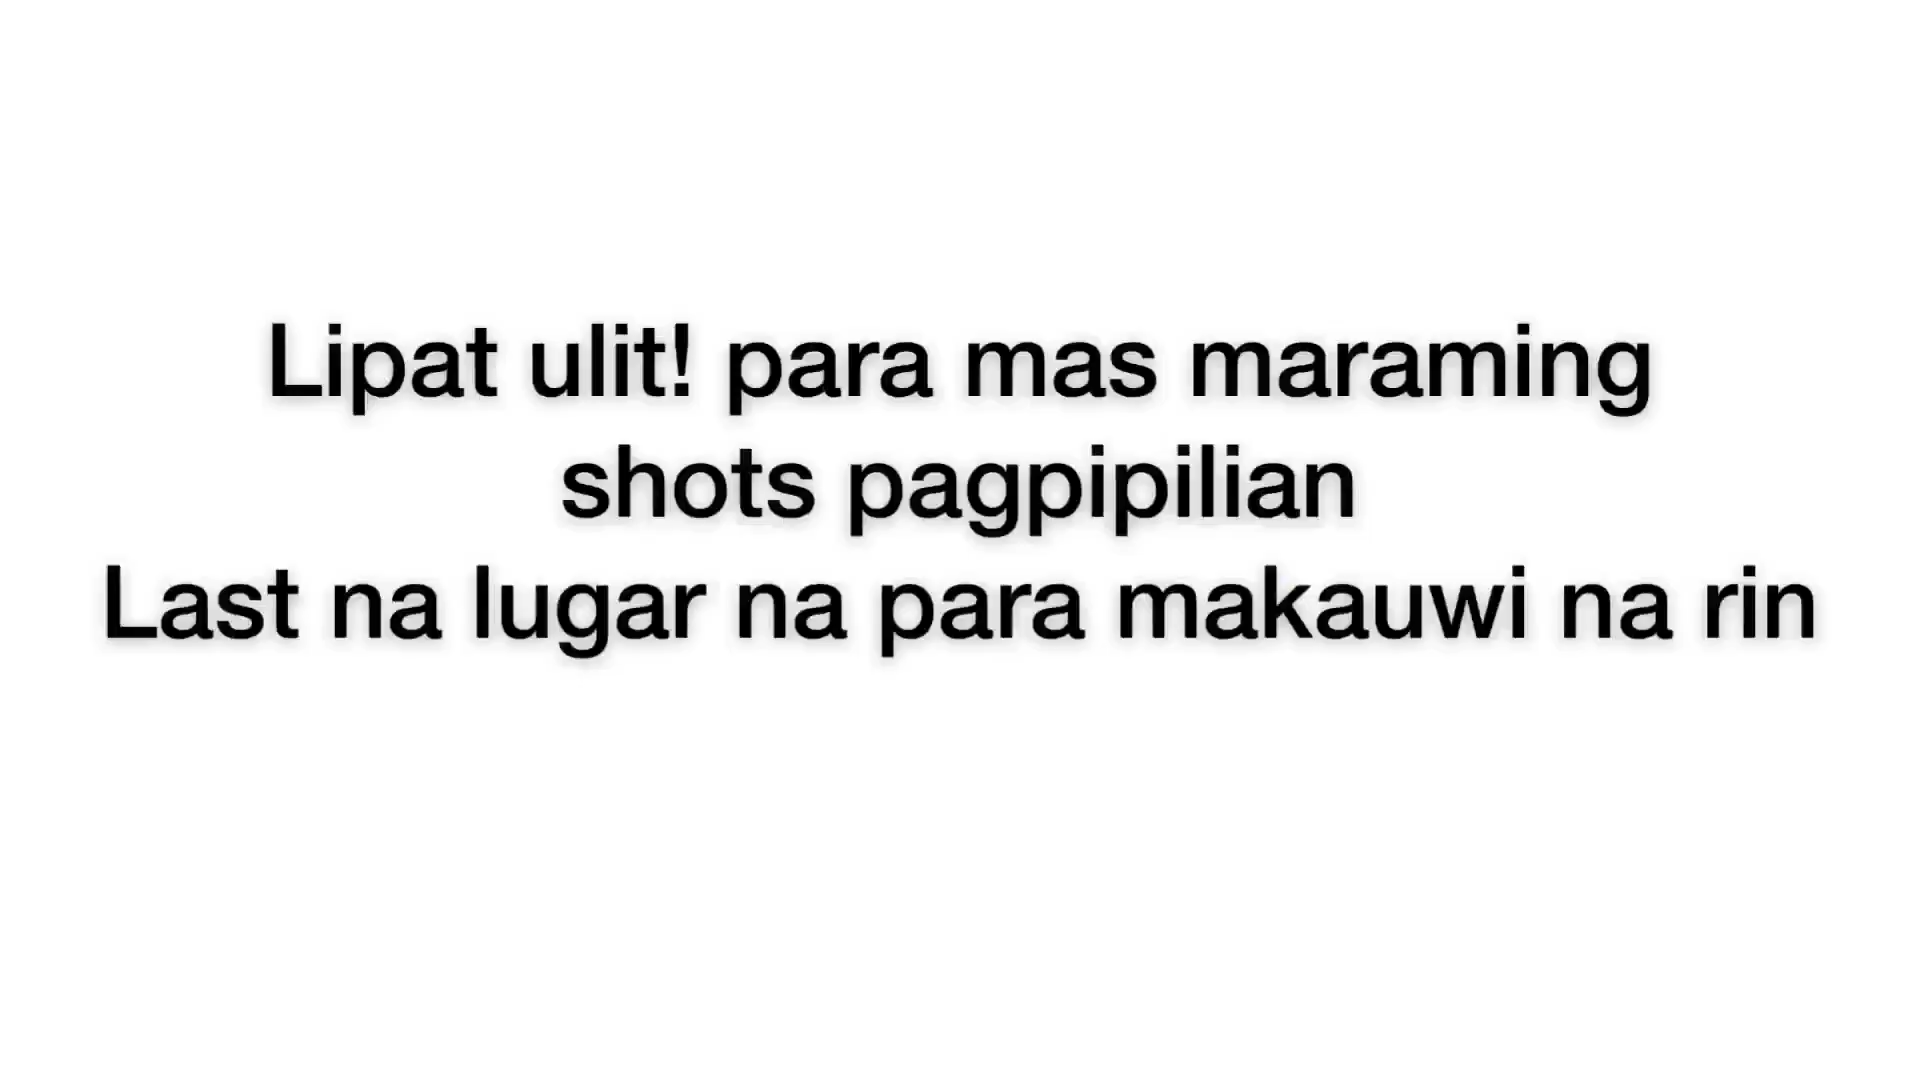 Lipat ulit! para mas maraming
shots pagpipilian
Last na lugar na para makauwi na rin